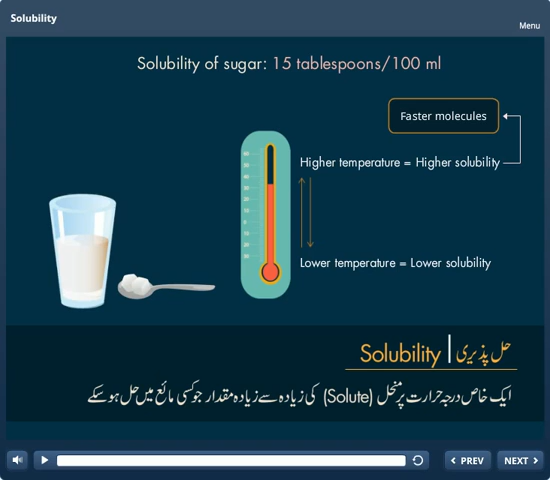 Solubility
Menu
Solubility of sugar: 15 tablespoons/100 ml
Faster molecules
Higher temperature = Higher solubility
Lower temperature = Lower solubility
حل پذیری | Solubility
ایک خاص درجہ حرارت پر منحل (Solute) کی زیادہ سے زیادہ مقدار جو کسی مائع میں حل ہو سکے
PREV
NEXT